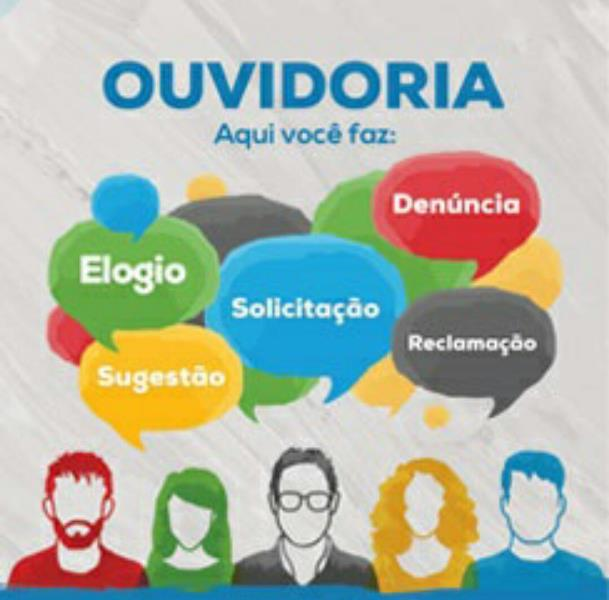 OUVIDORIA
Aqui você faz:
Denúncia
Elogio
Solicitação
Reclamação
Sugestão